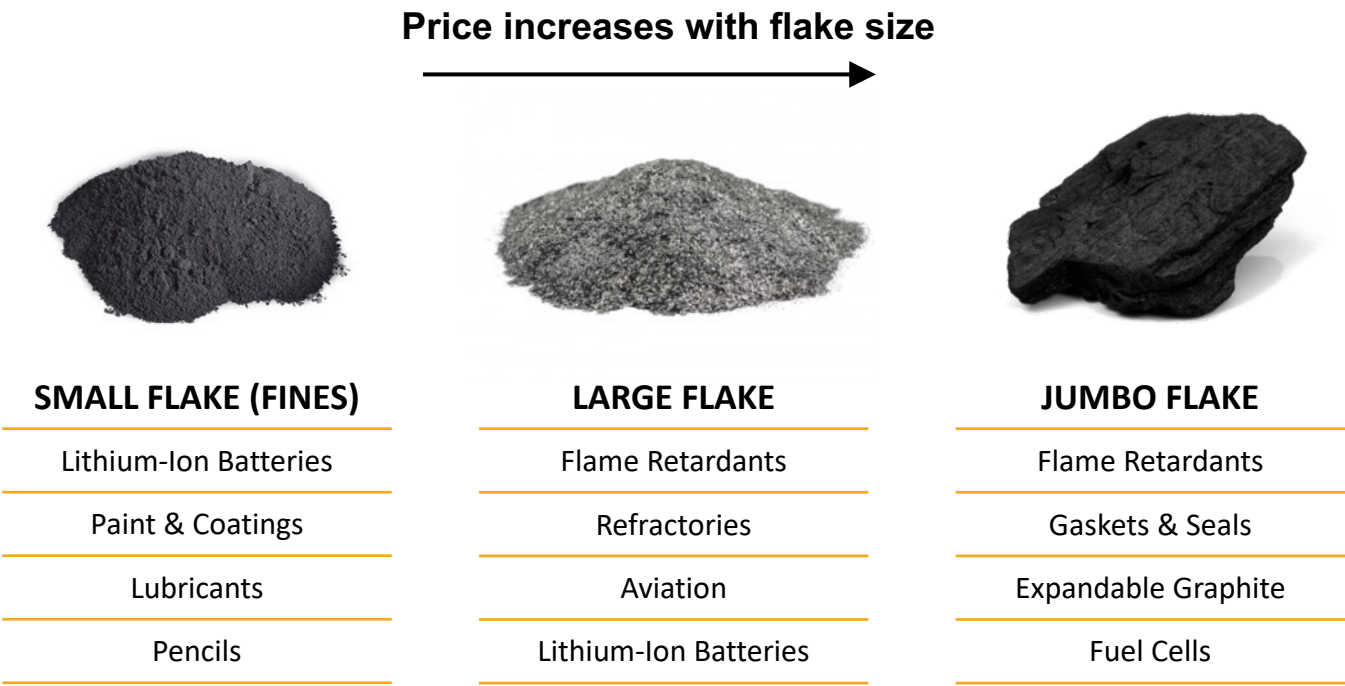 Price increases with flake size
SMALL FLAKE (FINES)
Lithium-Ion Batteries
Paint & Coatings
Lubricants
Pencils
LARGE FLAKE
Flame Retardants
Refractories
Aviation
Lithium-Ion Batteries
JUMBO FLAKE
Flame Retardants
Gaskets & Seals
Expandable Graphite
Fuel Cells